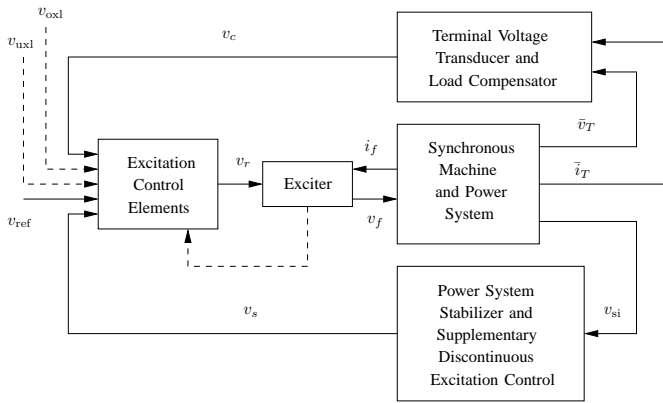 v_oxl
v_uxl
v_c
Terminal Voltage
Transducer and
Load Compensator
v̄_T
Excitation
Control
Elements
v_r
Exciter
i_f
v_f
Synchronous
Machine
and Power
System
ī_T
v_ref
v_s
Power System
Stabilizer and
Supplementary
Discontinuous
Excitation Control
v_si